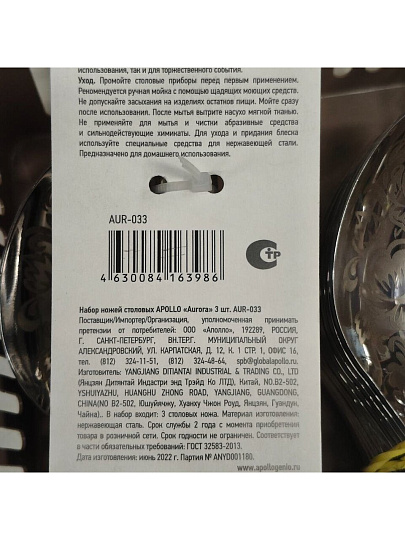 использования, так и для торжественного события.
Уход. Промойте столовые приборы перед первым применением.
Рекомендуется ручная мойка с помощью щадящих моющих средств.
Не допускайте засыхания на изделиях остатков пищи. Мойте сразу
после использования. После мытья вытрите насухо мягкой тканью.
Не применяйте для мытья и чистки абразивные средства
и сильнодействующие химикаты. Для ухода и придания блеска
используйте специальные средства для нержавеющей стали.
Предназначено для домашнего использования.
AUR-033
4 630084 163986
СТР
Набор ножей столовых APOLLO «Aurora» 3 шт. AUR-033
Поставщик/Импортер/Организация, уполномоченная принимать
претензии от потребителей: ООО «Аполло», 192289, РОССИЯ,
Г. САНКТ-ПЕТЕРБУРГ, ВН.ТЕР.Г. МУНИЦИПАЛЬНЫЙ ОКРУГ
АЛЕКСАНДРОВСКИЙ, УЛ. КАРПАТСКАЯ, Д. 12, К. 1 СТР. 1, ОФИС 16,
тел. (812) 324-11-51, (812) 324-48-61, spb@globalapollo.ru.
Изготовитель: YANGJIANG DITIANTAI INDUSTRIAL & TRADING CO., LTD
(Янцзян Дитянтай Индастри энд Трэйд Ко ЛТД), Китай, NO.B2-502,
YSHUIYAZHU, HUANGHU ZHONG ROAD, YANGJIANG, GUANGDONG,
CHINA(NO B2-502, Юшуйячжу, Хуанху Чжон Роуд, Янцзян, Гуандун,
Чайна).. В набор входит: 3 столовых ножа. Материал изготовления:
нержавеющая сталь. Срок службы 2 года с момента приобретения
товара в розничной сети. Срок годности не ограничен. Соответствует
в части обязательных требований: ГОСТ 32583-2013.
Дата изготовления: июнь 2022 г. Партия № ANYD001180.
www.apollogenio.ru